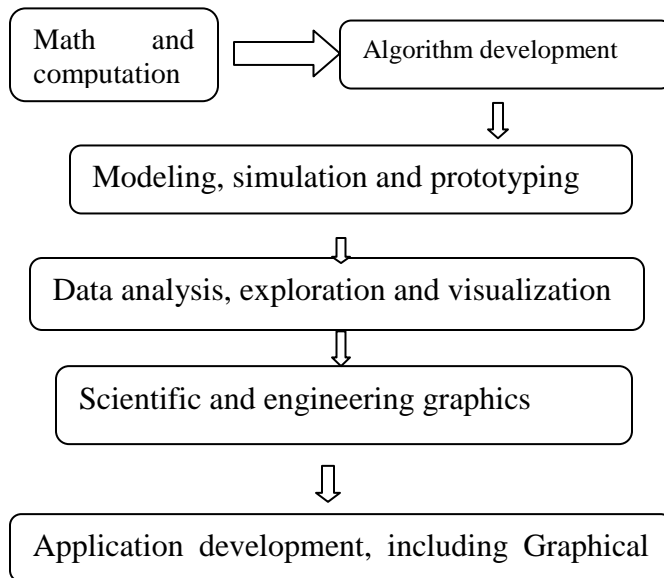 Math and
computation
Algorithm development
Modeling, simulation and prototyping
Data analysis, exploration and visualization
Scientific and engineering graphics
Application development, including Graphical